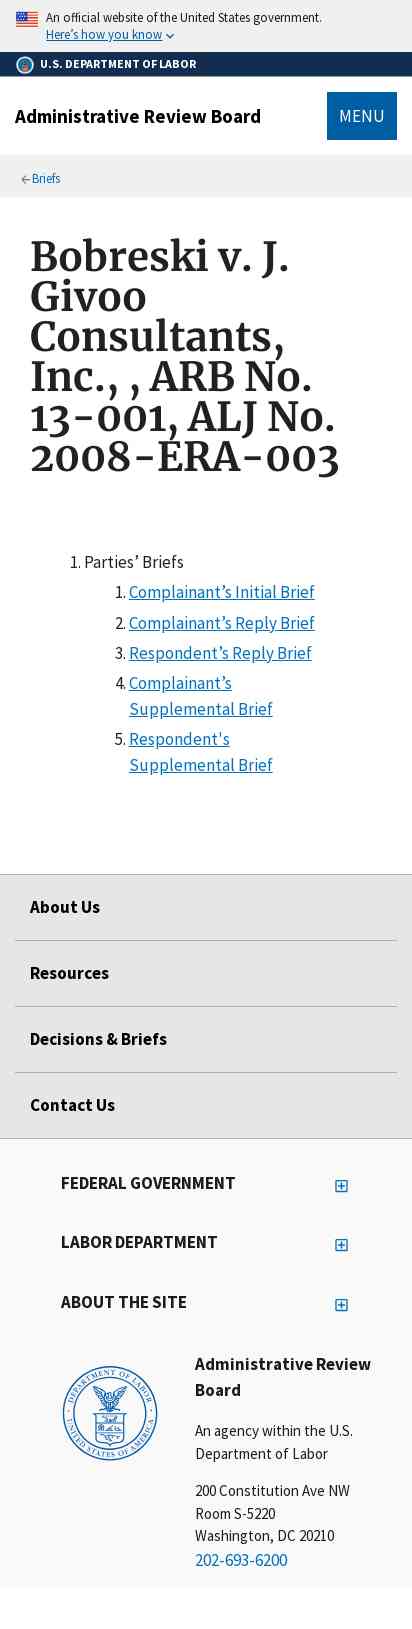 An official website of the United States government.
Here’s how you know
U.S. DEPARTMENT OF LABOR
Administrative Review Board
MENU
Briefs
Bobreski v. J.
Givoo
Consultants,
Inc., , ARB No.
13-001, ALJ No.
2008-ERA-003
1. Parties’ Briefs
1. Complainant’s Initial Brief
2. Complainant’s Reply Brief
3. Respondent’s Reply Brief
4. Complainant’s
Supplemental Brief
5. Respondent's
Supplemental Brief
About Us
Resources
Decisions & Briefs
Contact Us
FEDERAL GOVERNMENT
LABOR DEPARTMENT
ABOUT THE SITE
DEPARTMENT OF LABOR
UNITED STATES OF AMERICA
Administrative Review
Board
An agency within the U.S.
Department of Labor
200 Constitution Ave NW
Room S-5220
Washington, DC 20210
202-693-6200